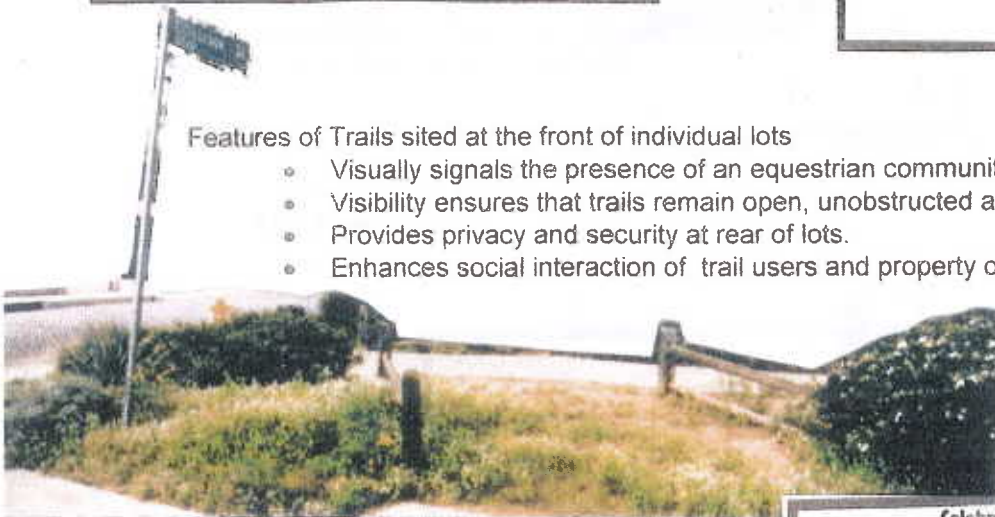 Features of Trails sited at the front of individual lots
Visually signals the presence of an equestrian communit
Visibility ensures that trails remain open, unobstructed a
Provides privacy and security at rear of lots.
Enhances social interaction of trail users and property o